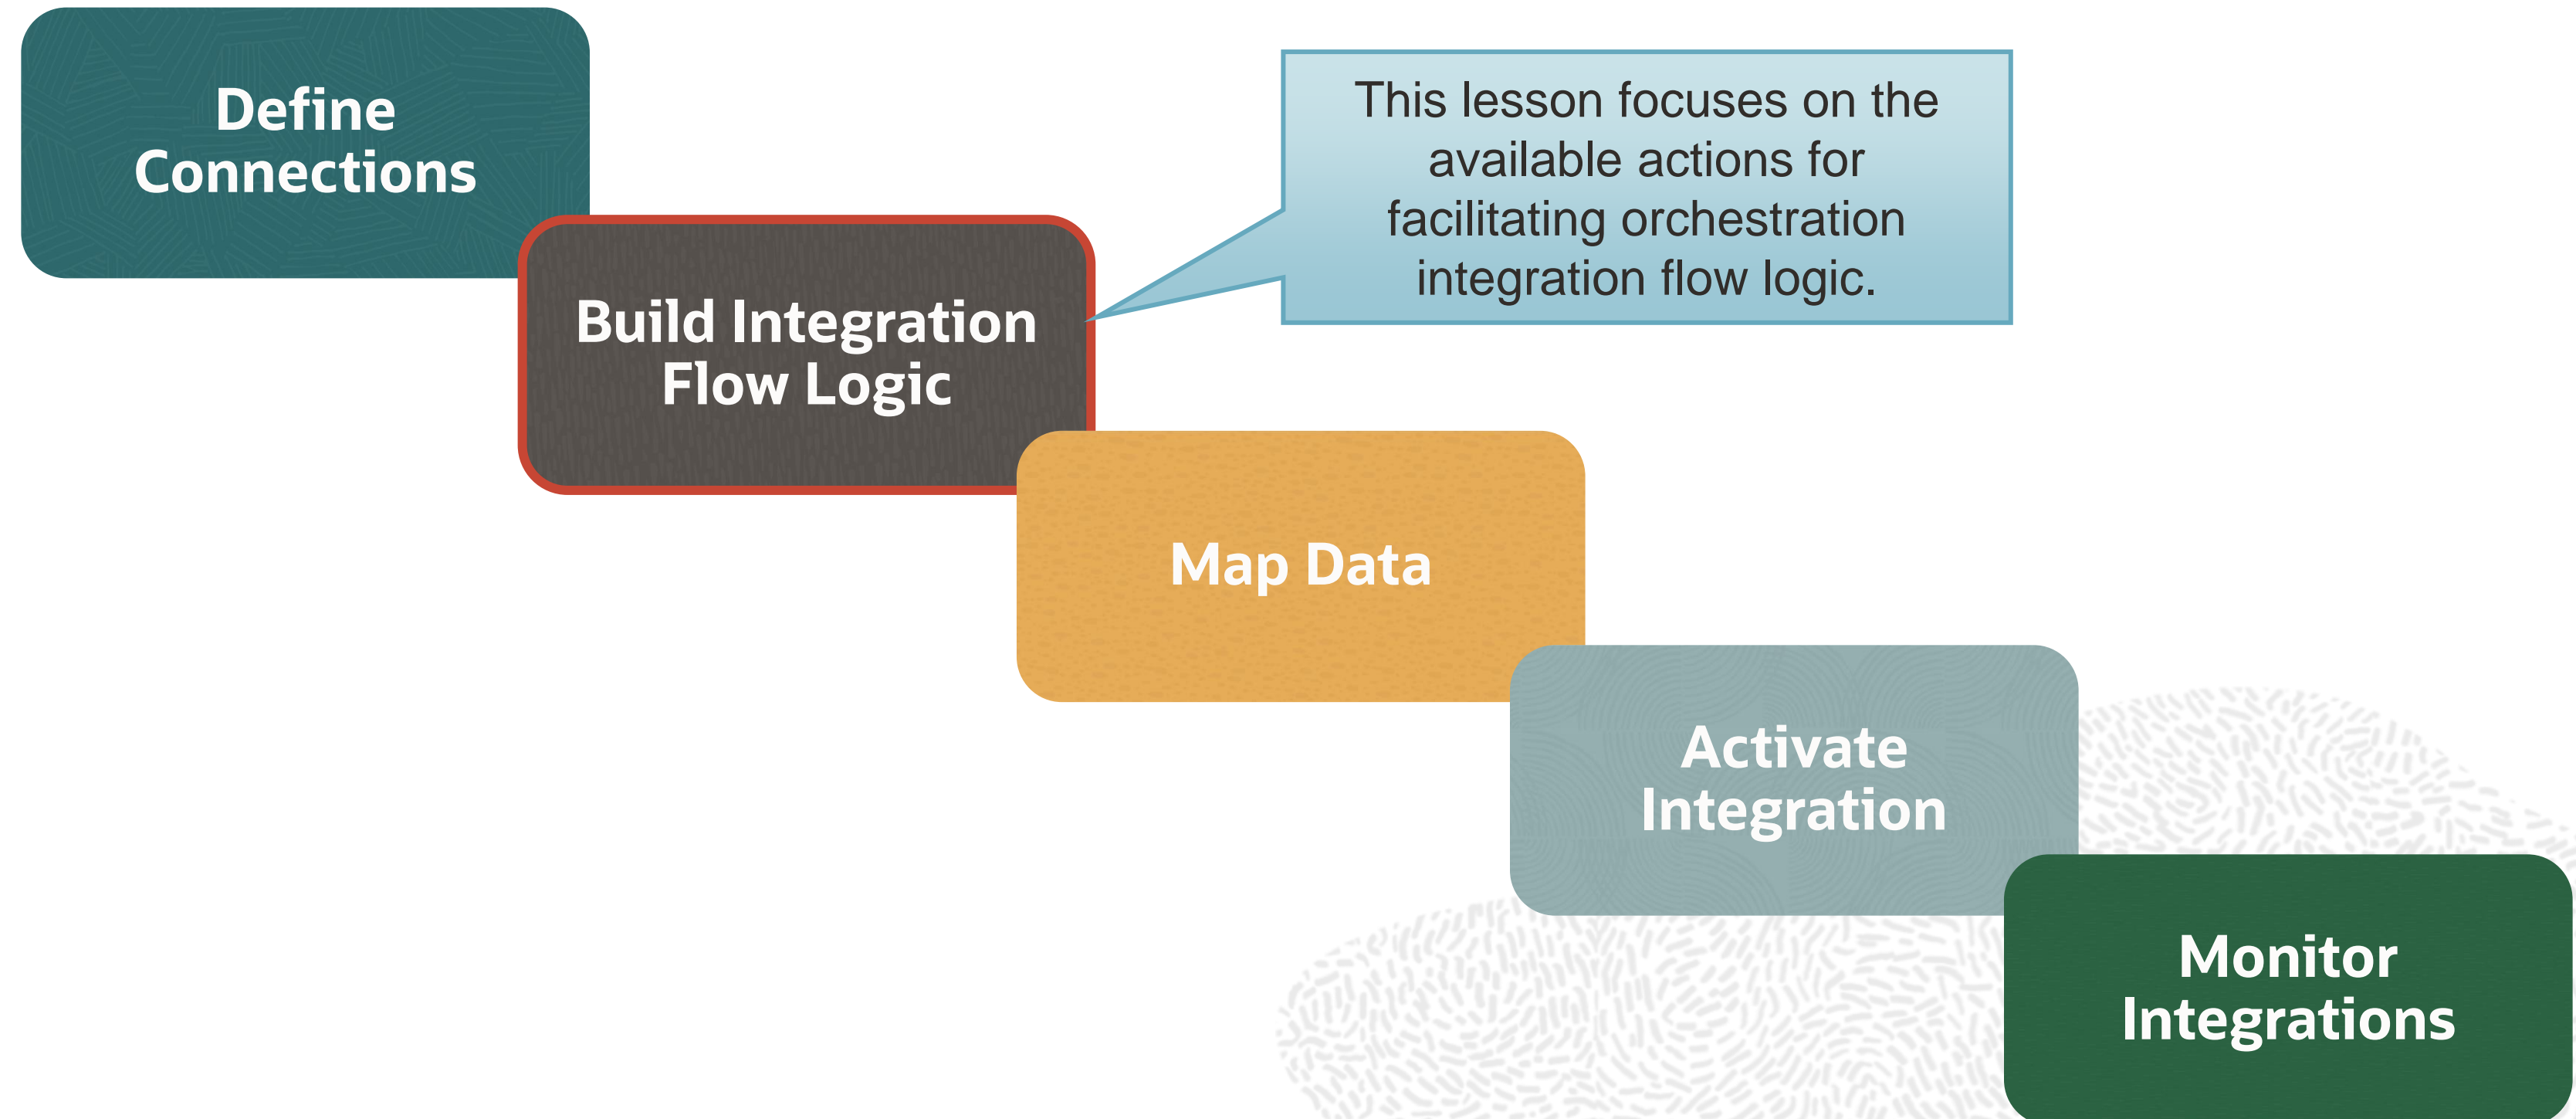 Define
Connections
This lesson focuses on the
available actions for
facilitating orchestration
integration flow logic.
Build Integration
Flow Logic
Map Data
Activate
Integration
Monitor
Integrations